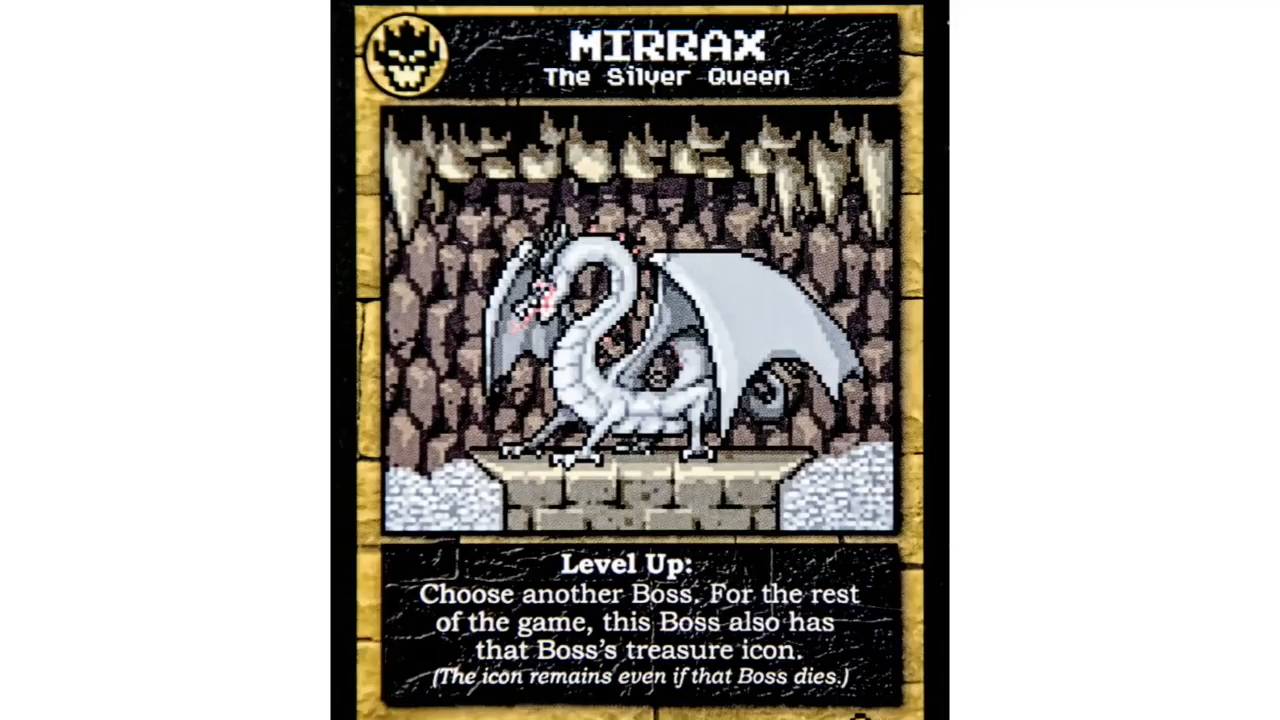 MIRRAX
The Silver Queen
Level Up:
Choose another Boss. For the rest
of the game, this Boss also has
that Boss's treasure icon.
(The icon remains even if that Boss dies.)